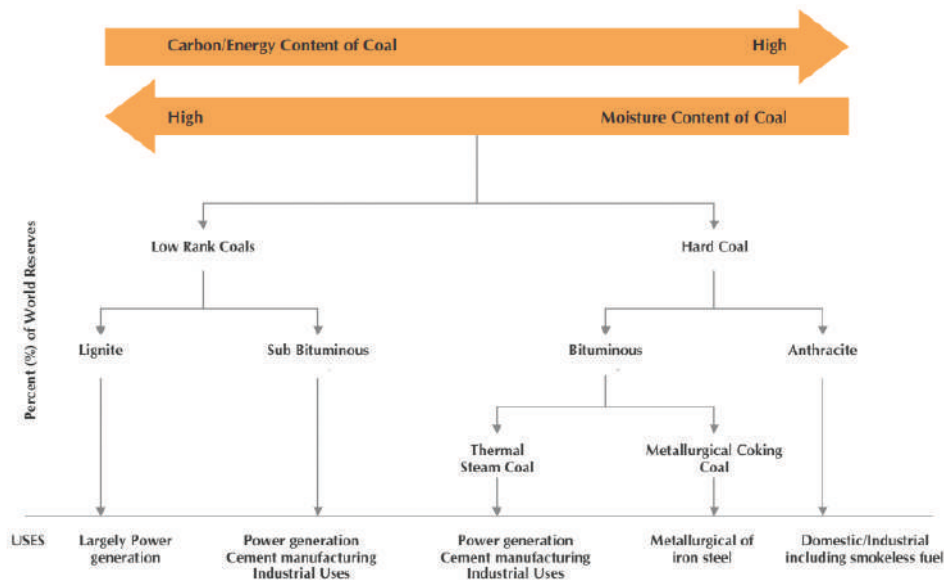 Carbon/Energy Content of Coal High
High Moisture Content of Coal
Percent (%) of World Reserves
Low Rank Coals Hard Coal
Lignite Sub Bituminous Bituminous Anthracite
Thermal
Steam Coal
Metallurgical Coking
Coal
USES
Largely Power
generation
Power generation
Cement manufacturing
Industrial Uses
Power generation
Cement manufacturing
Industrial Uses
Metallurgical of
iron steel
Domestic/Industrial
including smokeless fuel